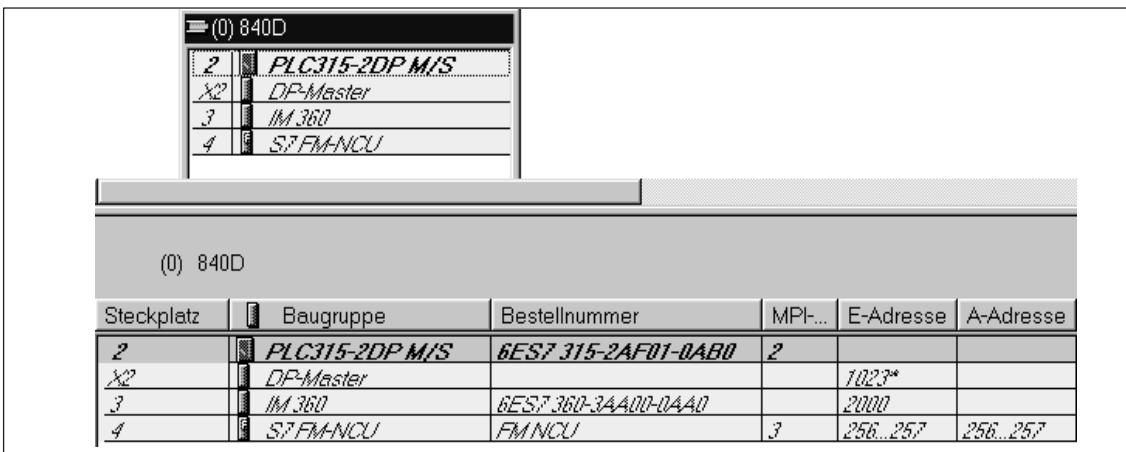 (0) 840D
2 PLC315-2DP M/S
X2 DP-Master
3 IM 360
4 S7 FM-NCU
(0) 840D
Steckplatz Baugruppe Bestellnummer MPI-... E-Adresse A-Adresse
2 PLC315-2DP M/S 6ES7 315-2AF01-0AB0 2
X2 DP-Master 1023*
3 IM 360 6ES7 360-3AA00-0AA0 2000
4 S7 FM-NCU FM NCU 3 256...257 256...257